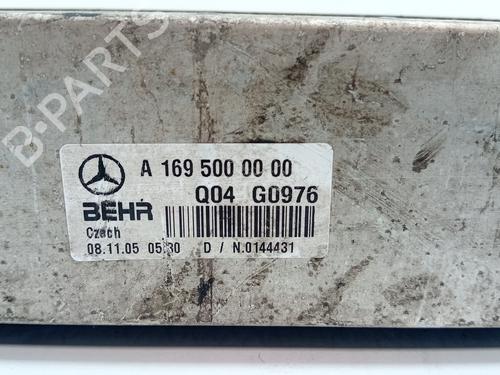 B-PARTS
A 169 500 00 00
Q04 G0976
BEHR
Czech
08.11.05 05:30 D / N.0144431